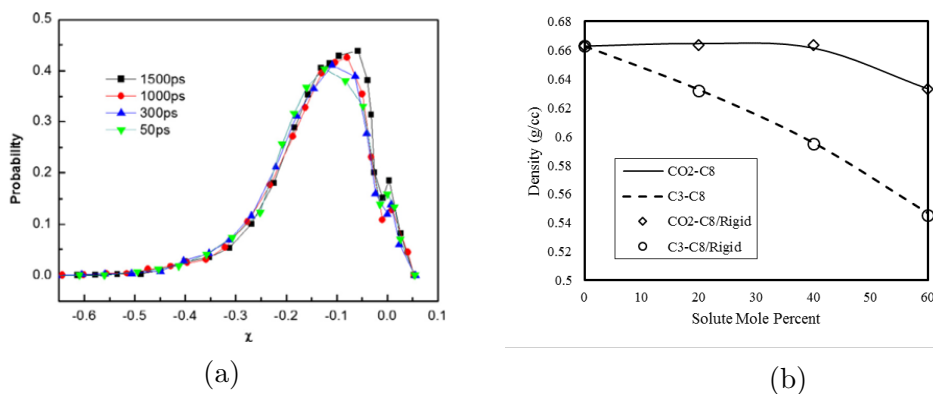 0.5
0.4
0.3
0.2
0.1
0.0
Probability
1500ps
1000ps
300ps
50ps
-0.6 -0.5 -0.4 -0.3 -0.2 -0.1 0.0 0.1
χ
(a)
0.7
0.68
0.66
0.64
0.62
0.6
0.58
0.56
0.54
0.52
0.5
Density (g/cc)
CO2-C8
C3-C8
CO2-C8/Rigid
C3-C8/Rigid
0 10 20 30 40 50 60
Solute Mole Percent
(b)